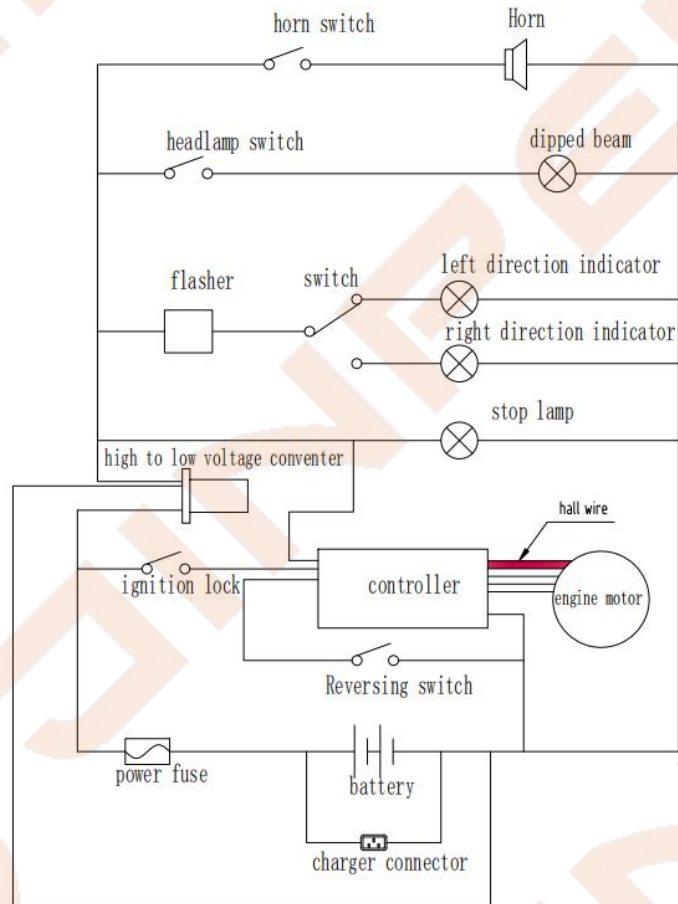 horn switch
Horn
headlamp switch
dipped beam
left direction indicator
flasher
switch
right direction indicator
stop lamp
high to low voltage conventer
hall wire
ignition lock
controller
engine motor
Reversing switch
power fuse
battery
charger connector